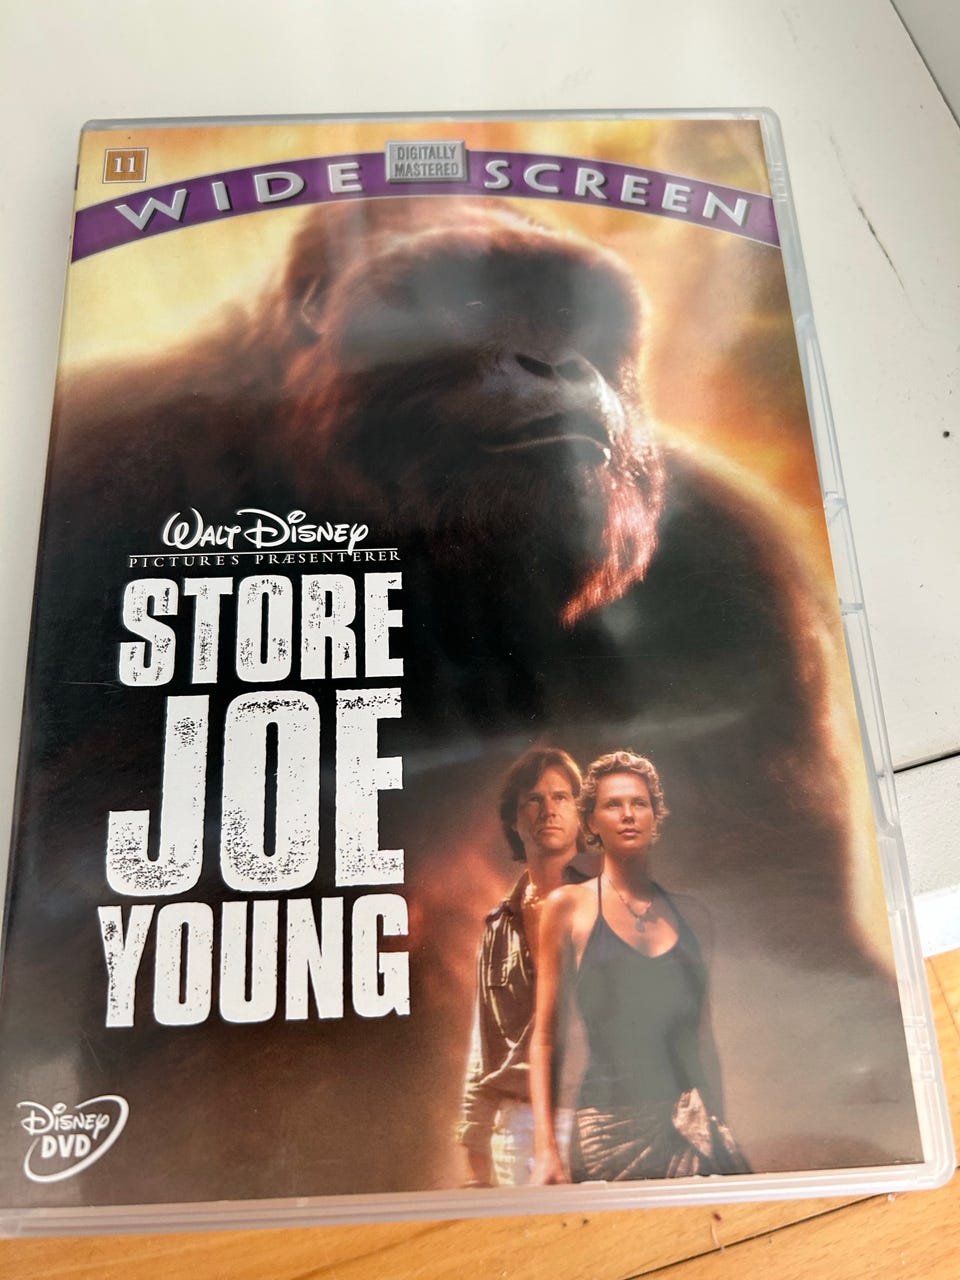 11
WIDE DIGITALLY MASTERED SCREEN
WALT DISNEY
PICTURES PRÆSENTERER
STORE
JOE
YOUNG
DISNEY
DVD